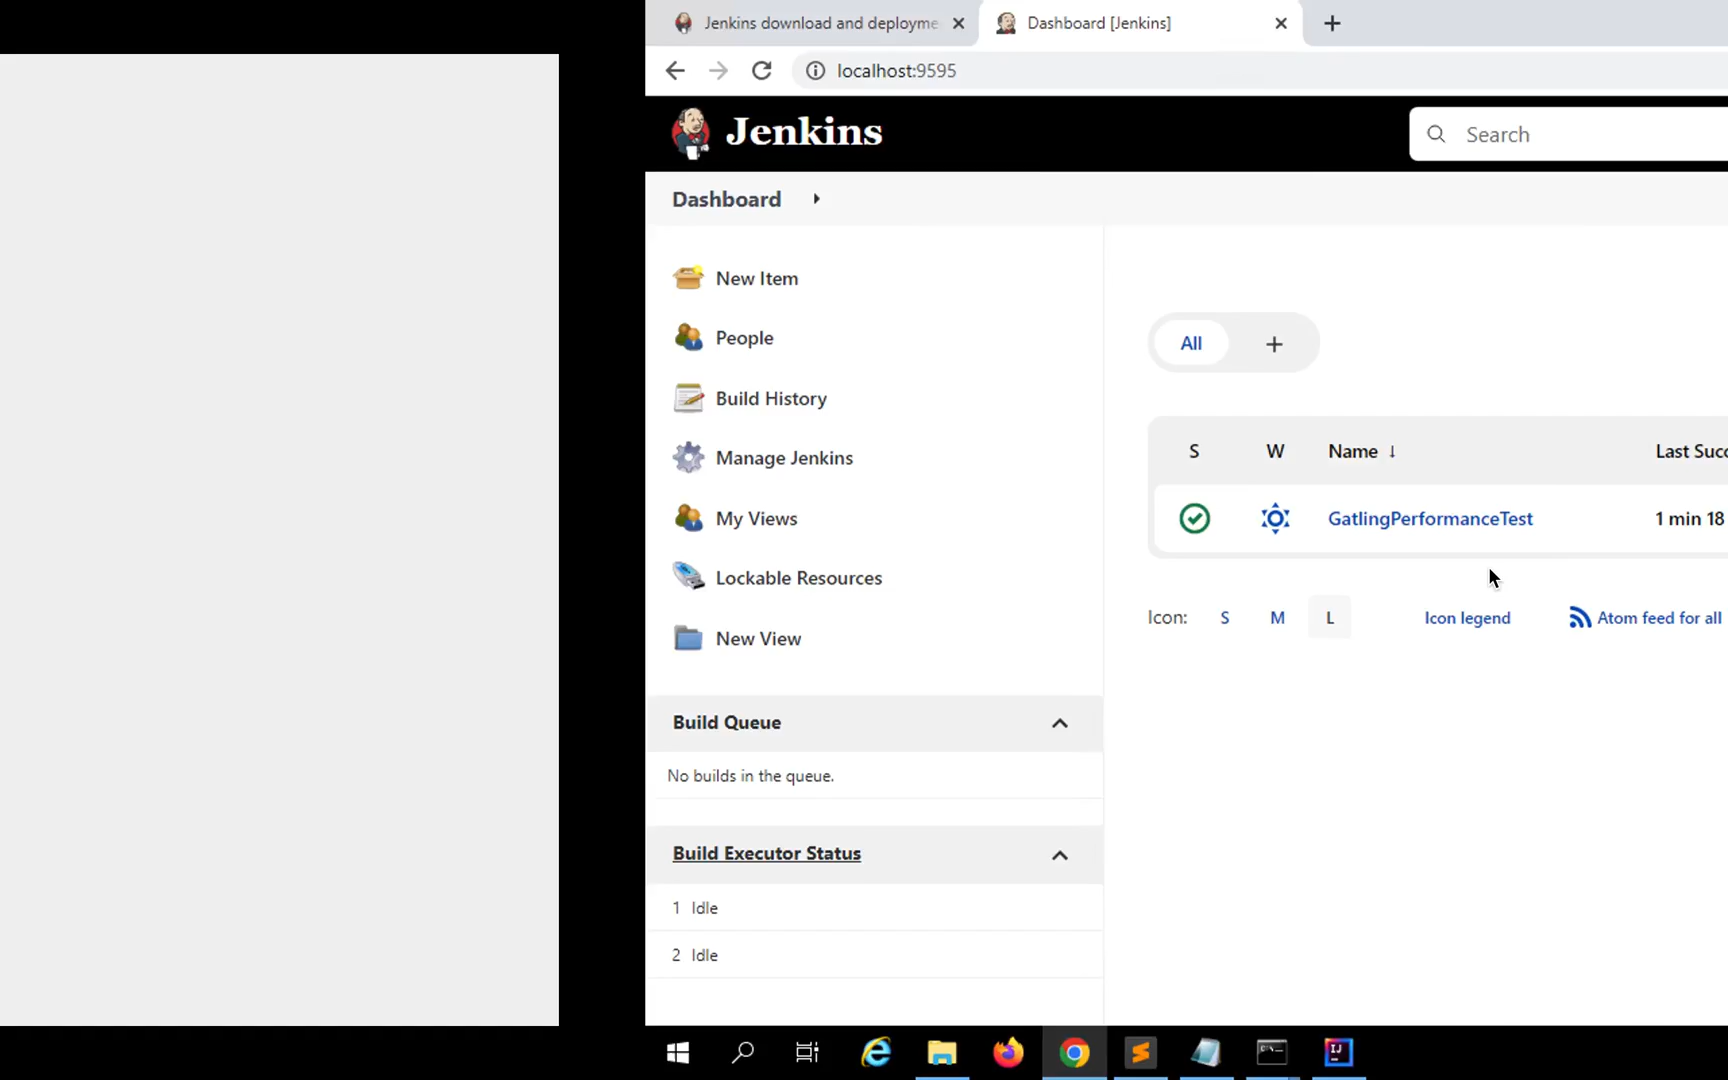 Jenkins download and deployme
Dashboard [Jenkins]
localhost:9595
Jenkins
Search
Dashboard
New Item
People
Build History
Manage Jenkins
My Views
Lockable Resources
New View
Build Queue
No builds in the queue.
Build Executor Status
1 Idle
2 Idle
All +
S W Name ↓ Last Succ
GatlingPerformanceTest 1 min 18
Icon: S M L Icon legend Atom feed for all